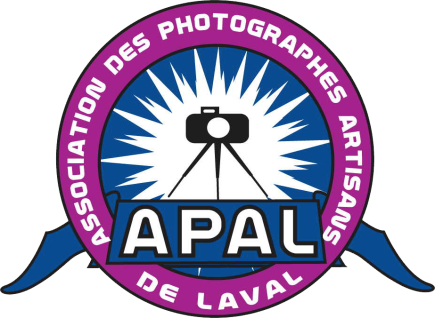 ASSOCIATION DES PHOTOGRAPHES ARTISANS
APAL
DE LAVAL